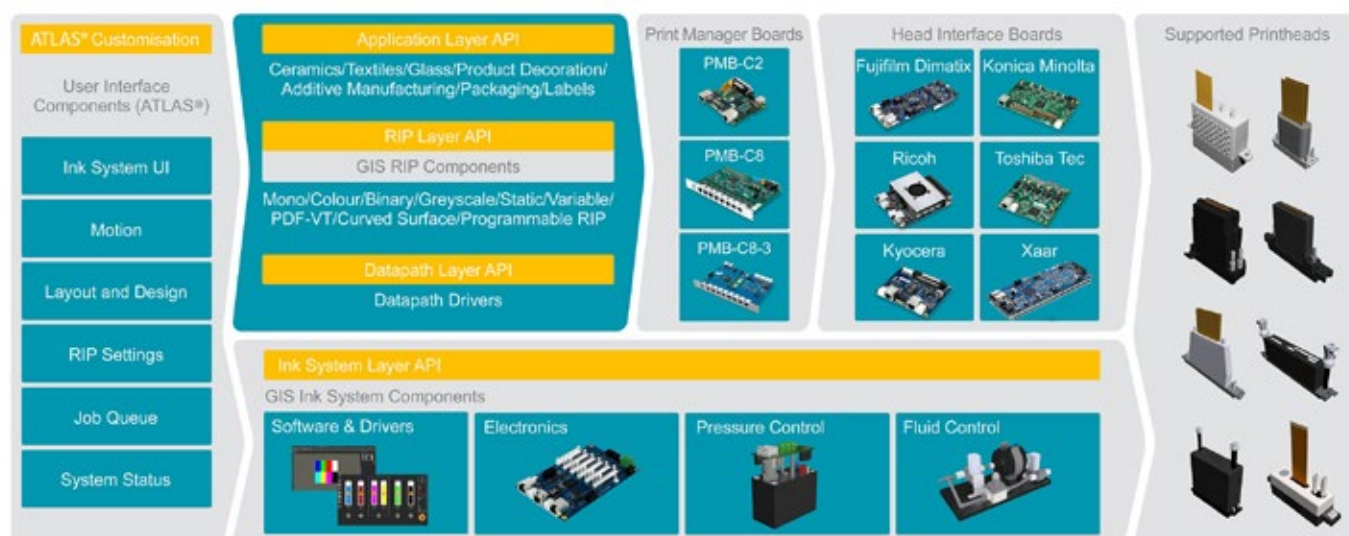 ATLAS® Customisation
User Interface
Components (ATLAS®)
Ink System UI
Motion
Layout and Design
RIP Settings
Job Queue
System Status
Application Layer API
Ceramics/Textiles/Glass/Product Decoration/
Additive Manufacturing/Packaging/Labels
RIP Layer API
GIS RIP Components
Mono/Colour/Binary/Greyscale/Static/Variable/
PDF-VT/Curved Surface/Programmable RIP
Datapath Layer API
Datapath Drivers
Print Manager Boards
PMB-C2
PMB-C8
PMB-C8-3
Head Interface Boards
Fujifilm Dimatix
Konica Minolta
Ricoh
Toshiba Tec
Kyocera
Xaar
Supported Printheads
Ink System Layer API
GIS Ink System Components
Software & Drivers
Electronics
Pressure Control
Fluid Control